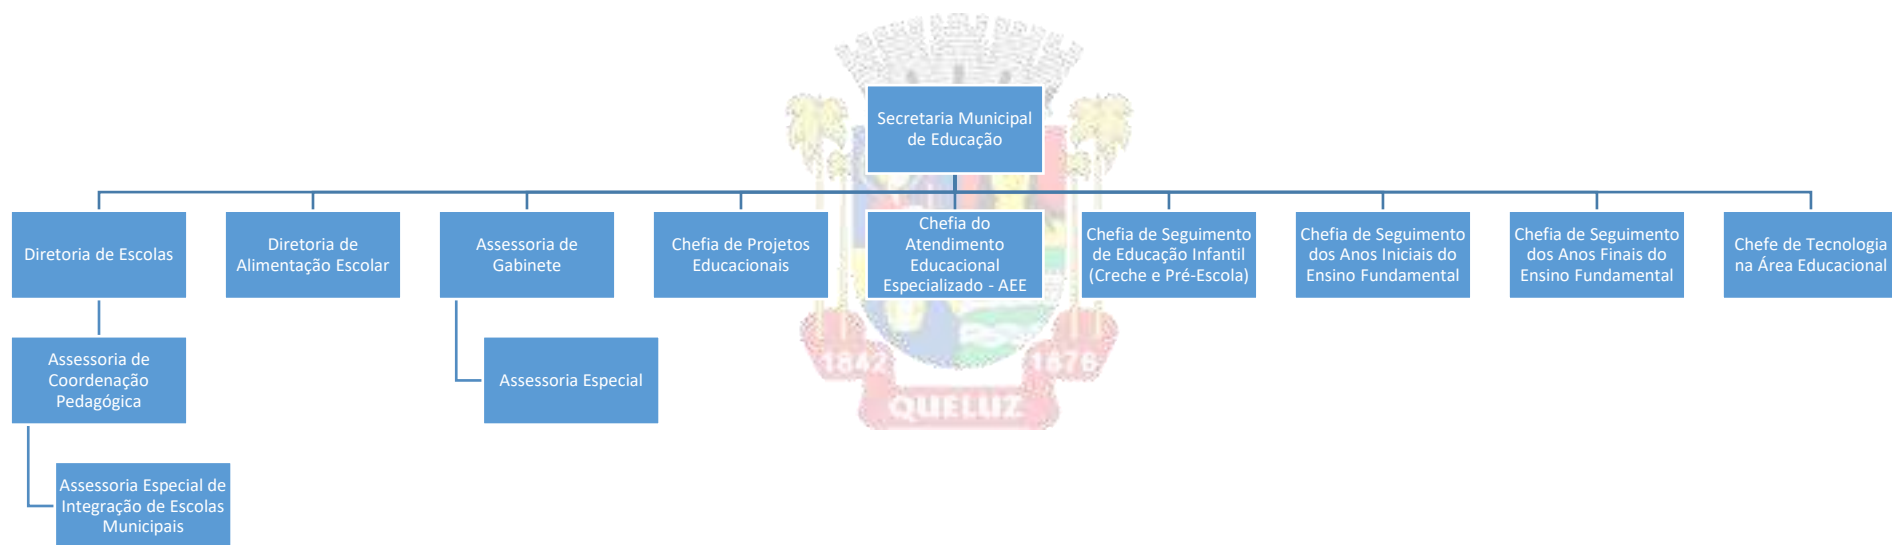 Secretaria Municipal
de Educação
Diretoria de Escolas
Diretoria de
Alimentação Escolar
Assessoria de
Gabinete
Chefia de Projetos
Educacionais
Chefia do
Atendimento
Educacional
Especializado - AEE
Chefia de Seguimento
de Educação Infantil
(Creche e Pré-Escola)
Chefia de Seguimento
dos Anos Iniciais do
Ensino Fundamental
Chefia de Seguimento
dos Anos Finais do
Ensino Fundamental
Chefe de Tecnologia
na Área Educacional
Assessoria de
Coordenação
Pedagógica
Assessoria Especial
Assessoria Especial de
Integração de Escolas
Municipais
1842
1876
QUELUZ